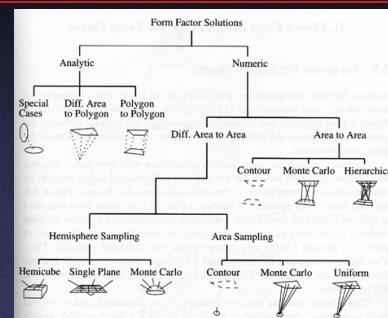 Form Factor Solutions
Analytic Numeric
Special Cases
Diff. Area to Polygon
Polygon to Polygon
Diff. Area to Area
Area to Area
Contour Monte Carlo Hierarchica
Hemisphere Sampling
Area Sampling
Hemicube Single Plane Monte Carlo Contour Monte Carlo Uniform